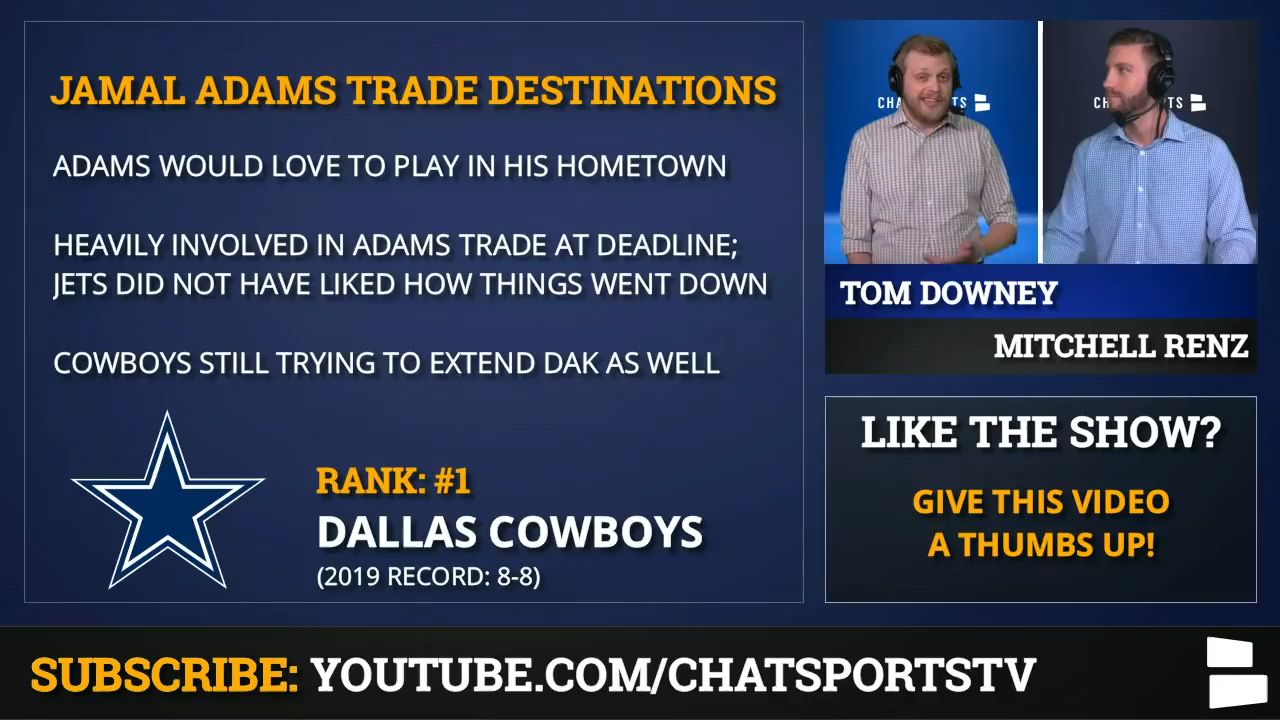 JAMAL ADAMS TRADE DESTINATIONS
ADAMS WOULD LOVE TO PLAY IN HIS HOMETOWN
HEAVILY INVOLVED IN ADAMS TRADE AT DEADLINE;
JETS DID NOT HAVE LIKED HOW THINGS WENT DOWN
COWBOYS STILL TRYING TO EXTEND DAK AS WELL
RANK: #1
DALLAS COWBOYS
(2019 RECORD: 8-8)
TOM DOWNEY
MITCHELL RENZ
LIKE THE SHOW?
GIVE THIS VIDEO
A THUMBS UP!
SUBSCRIBE: YOUTUBE.COM/CHATSPORTSTV